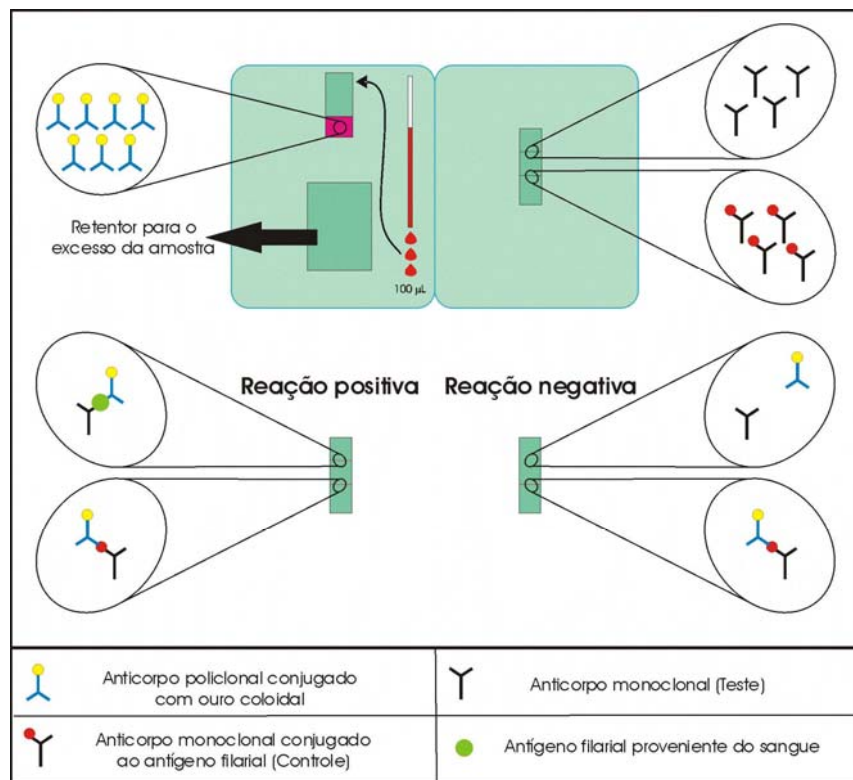 Retentor para o
excesso da amostra
100 µL
Reação positiva
Reação negativa
Anticorpo policlonal conjugado
com ouro coloidal
Anticorpo monoclonal (Teste)
Anticorpo monoclonal conjugado
ao antígeno filarial (Controle)
Antígeno filarial proveniente do sangue